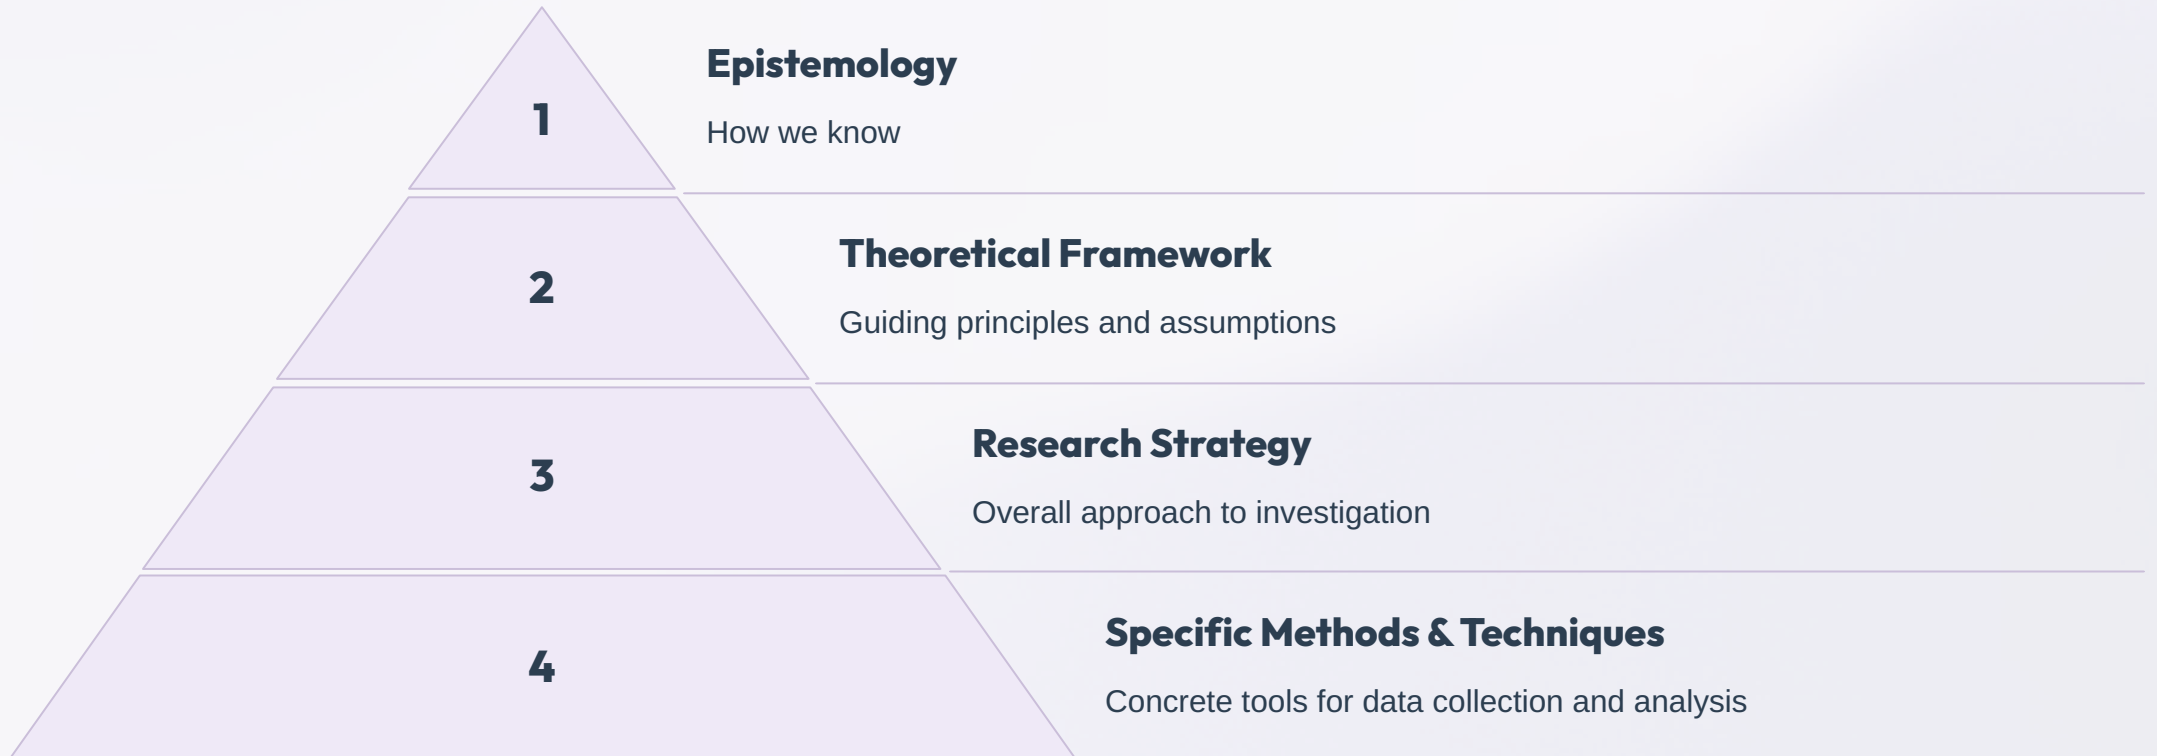 1
Epistemology
How we know
2
Theoretical Framework
Guiding principles and assumptions
3
Research Strategy
Overall approach to investigation
4
Specific Methods & Techniques
Concrete tools for data collection and analysis